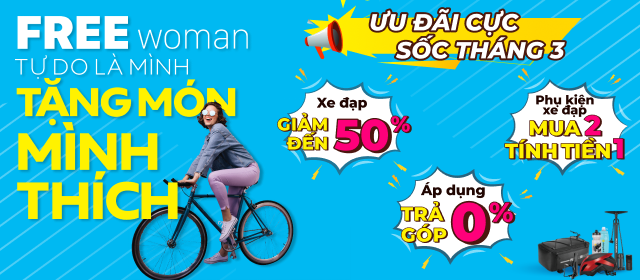 FREE woman
TỰ DO LÀ MÌNH
TẶNG MÓN
MÌNH
THÍCH
ƯU ĐÃI CỰC
SỐC THÁNG 3
Xe đạp
GIẢM
ĐẾN 50%
Phụ kiện
xe đạp
MUA 2
TÍNH TIỀN 1
Áp dụng
TRẢ
GÓP 0%